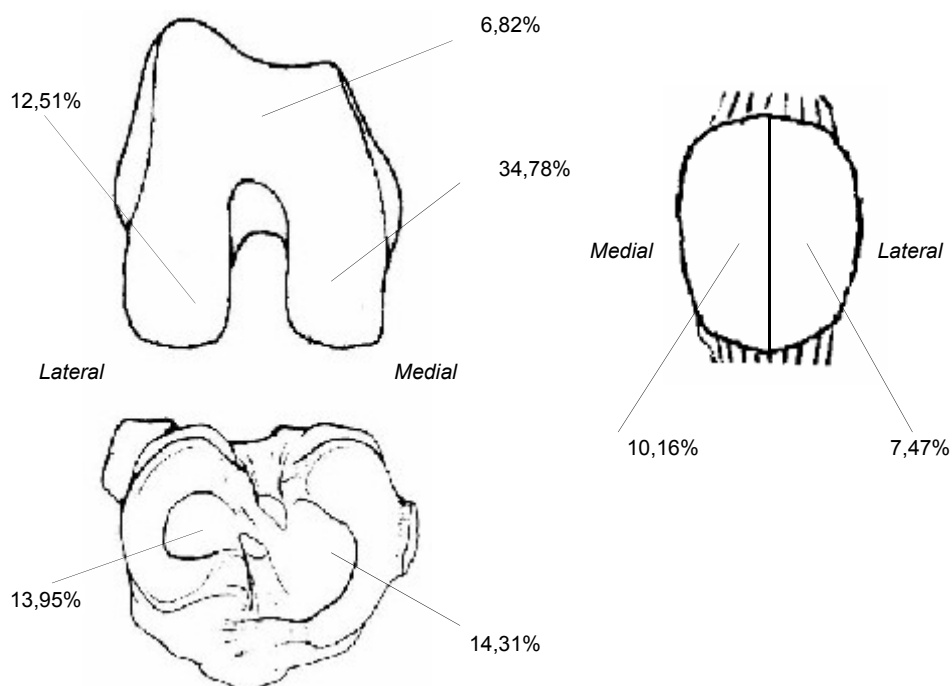 6,82%
12,51%
34,78%
Medial
Lateral
Lateral
Medial
10,16%
7,47%
13,95%
14,31%